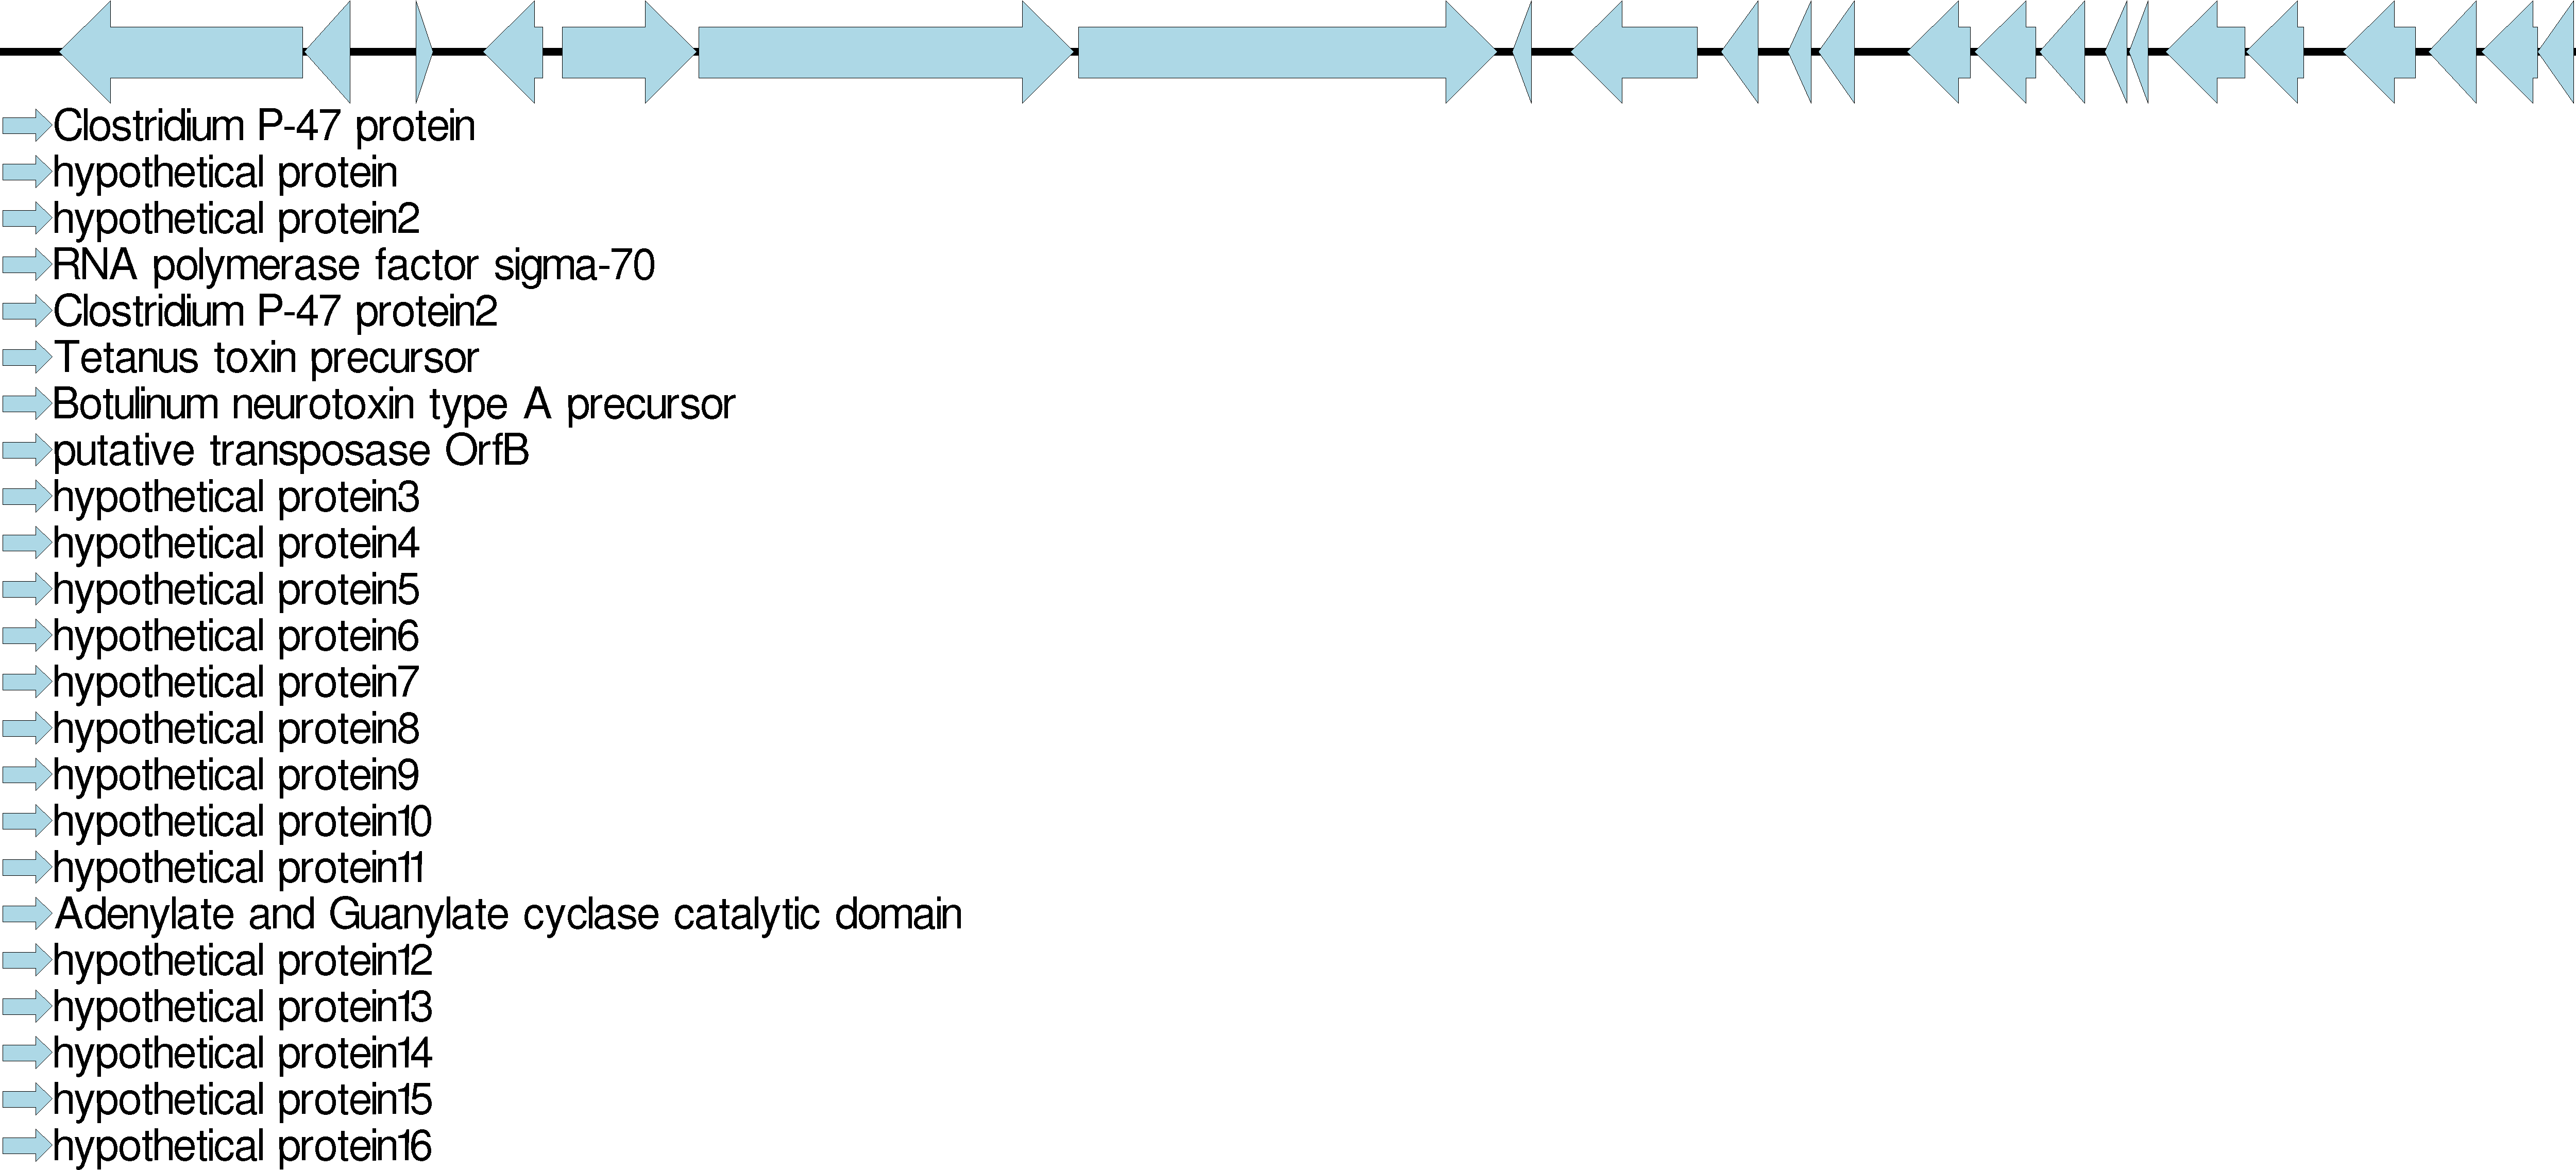 Clostridium P-47 protein
hypothetical protein
hypothetical protein2
RNA polymerase factor sigma-70
Clostridium P-47 protein2
Tetanus toxin precursor
Botulinum neurotoxin type A precursor
putative transposase OrfB
hypothetical protein3
hypothetical protein4
hypothetical protein5
hypothetical protein6
hypothetical protein7
hypothetical protein8
hypothetical protein9
hypothetical protein10
hypothetical protein11
Adenylate and Guanylate cyclase catalytic domain
hypothetical protein12
hypothetical protein13
hypothetical protein14
hypothetical protein15
hypothetical protein16